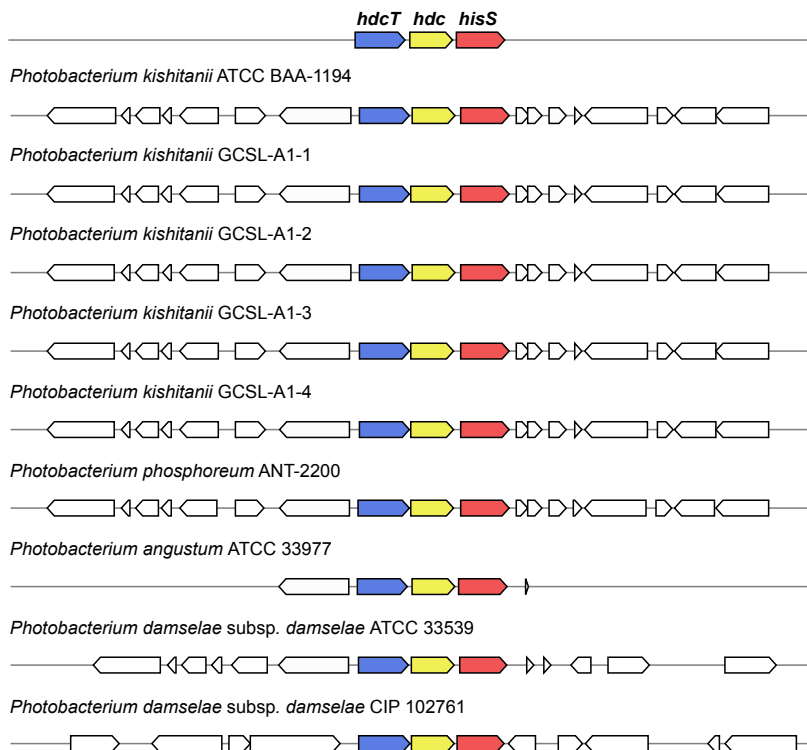 hdcT hdc hisS
Photobacterium kishitanii ATCC BAA-1194
Photobacterium kishitanii GCSL-A1-1
Photobacterium kishitanii GCSL-A1-2
Photobacterium kishitanii GCSL-A1-3
Photobacterium kishitanii GCSL-A1-4
Photobacterium phosphoreum ANT-2200
Photobacterium angustum ATCC 33977
Photobacterium damselae subsp. damselae ATCC 33539
Photobacterium damselae subsp. damselae CIP 102761